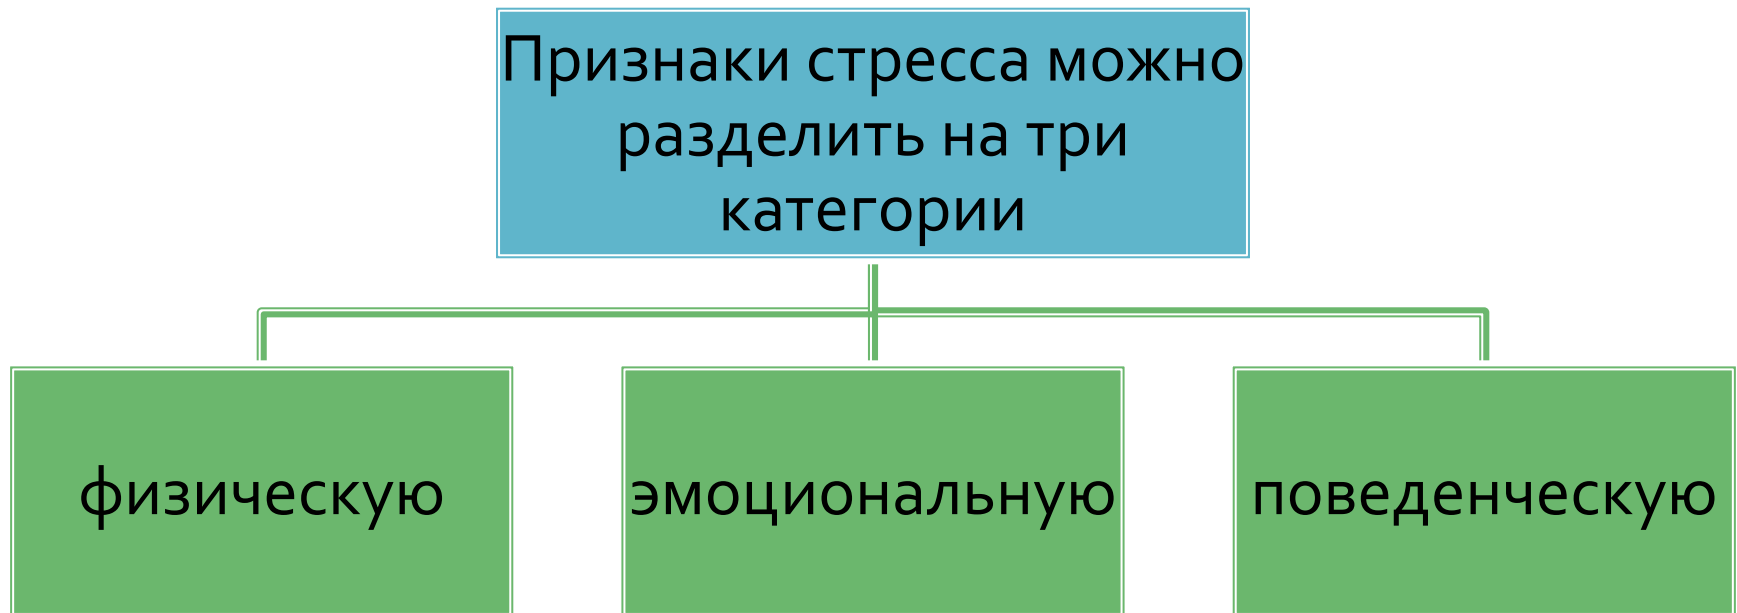 Признаки стресса можно
разделить на три
категории
физическую
эмоциональную
поведенческую